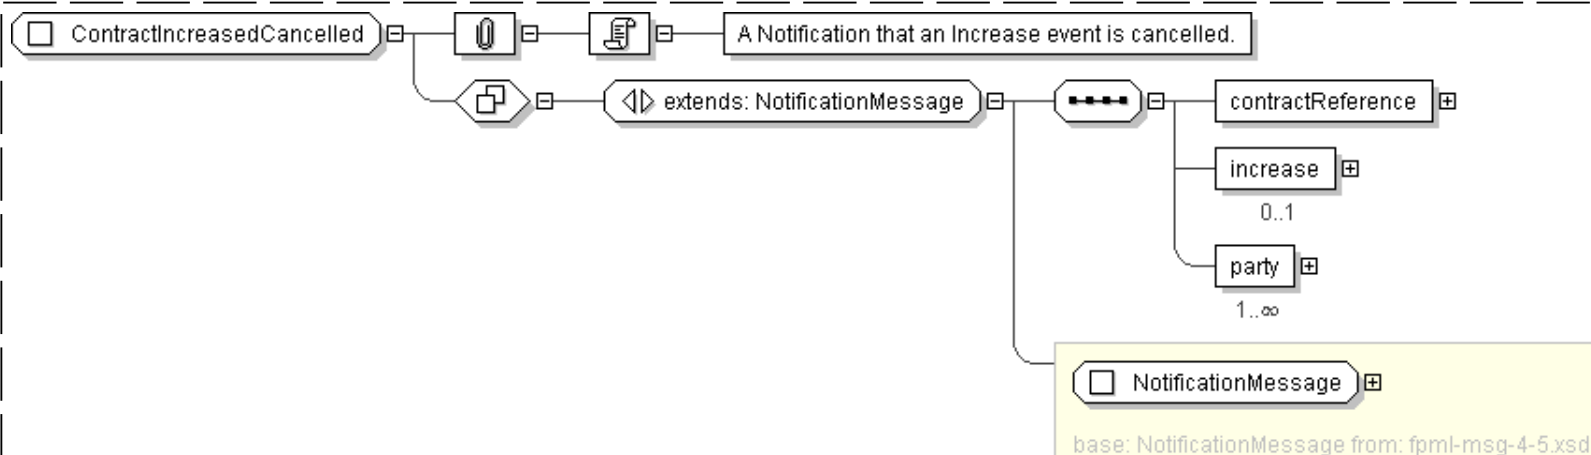 ContractIncreasedCancelled
A Notification that an Increase event is cancelled.
extends: NotificationMessage
contractReference
increase
0..1
party
1..∞
NotificationMessage
base: NotificationMessage from: fpml-msg-4-5.xsd